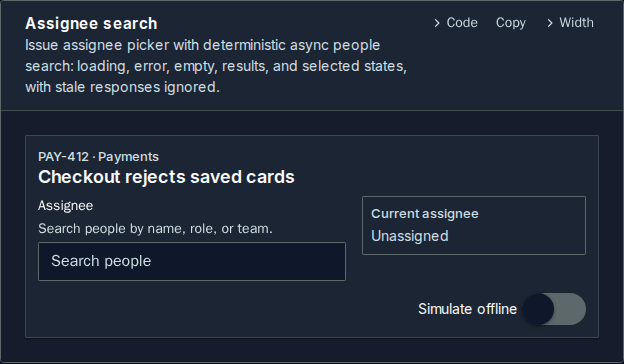 Assignee search
Code
Copy
Width
Issue assignee picker with deterministic async people
search: loading, error, empty, results, and selected states,
with stale responses ignored.
PAY-412 · Payments
Checkout rejects saved cards
Assignee
Search people by name, role, or team.
Search people
Current assignee
Unassigned
Simulate offline